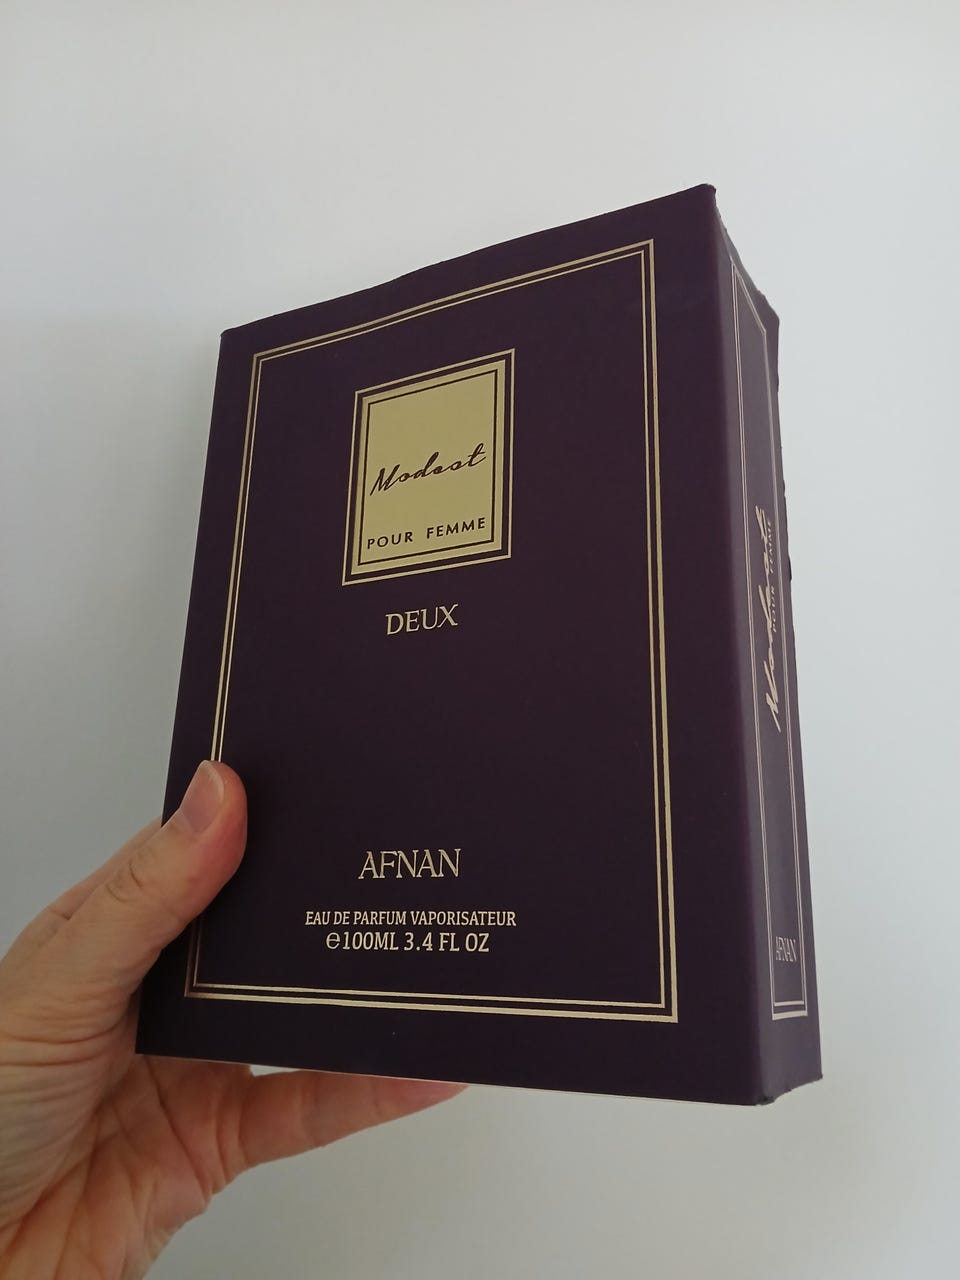 Modest
POUR FEMME
DEUX
AFNAN
EAU DE PARFUM VAPORISATEUR
℮100ML 3.4 FL OZ
Modest
POUR FEMME
AFNAN